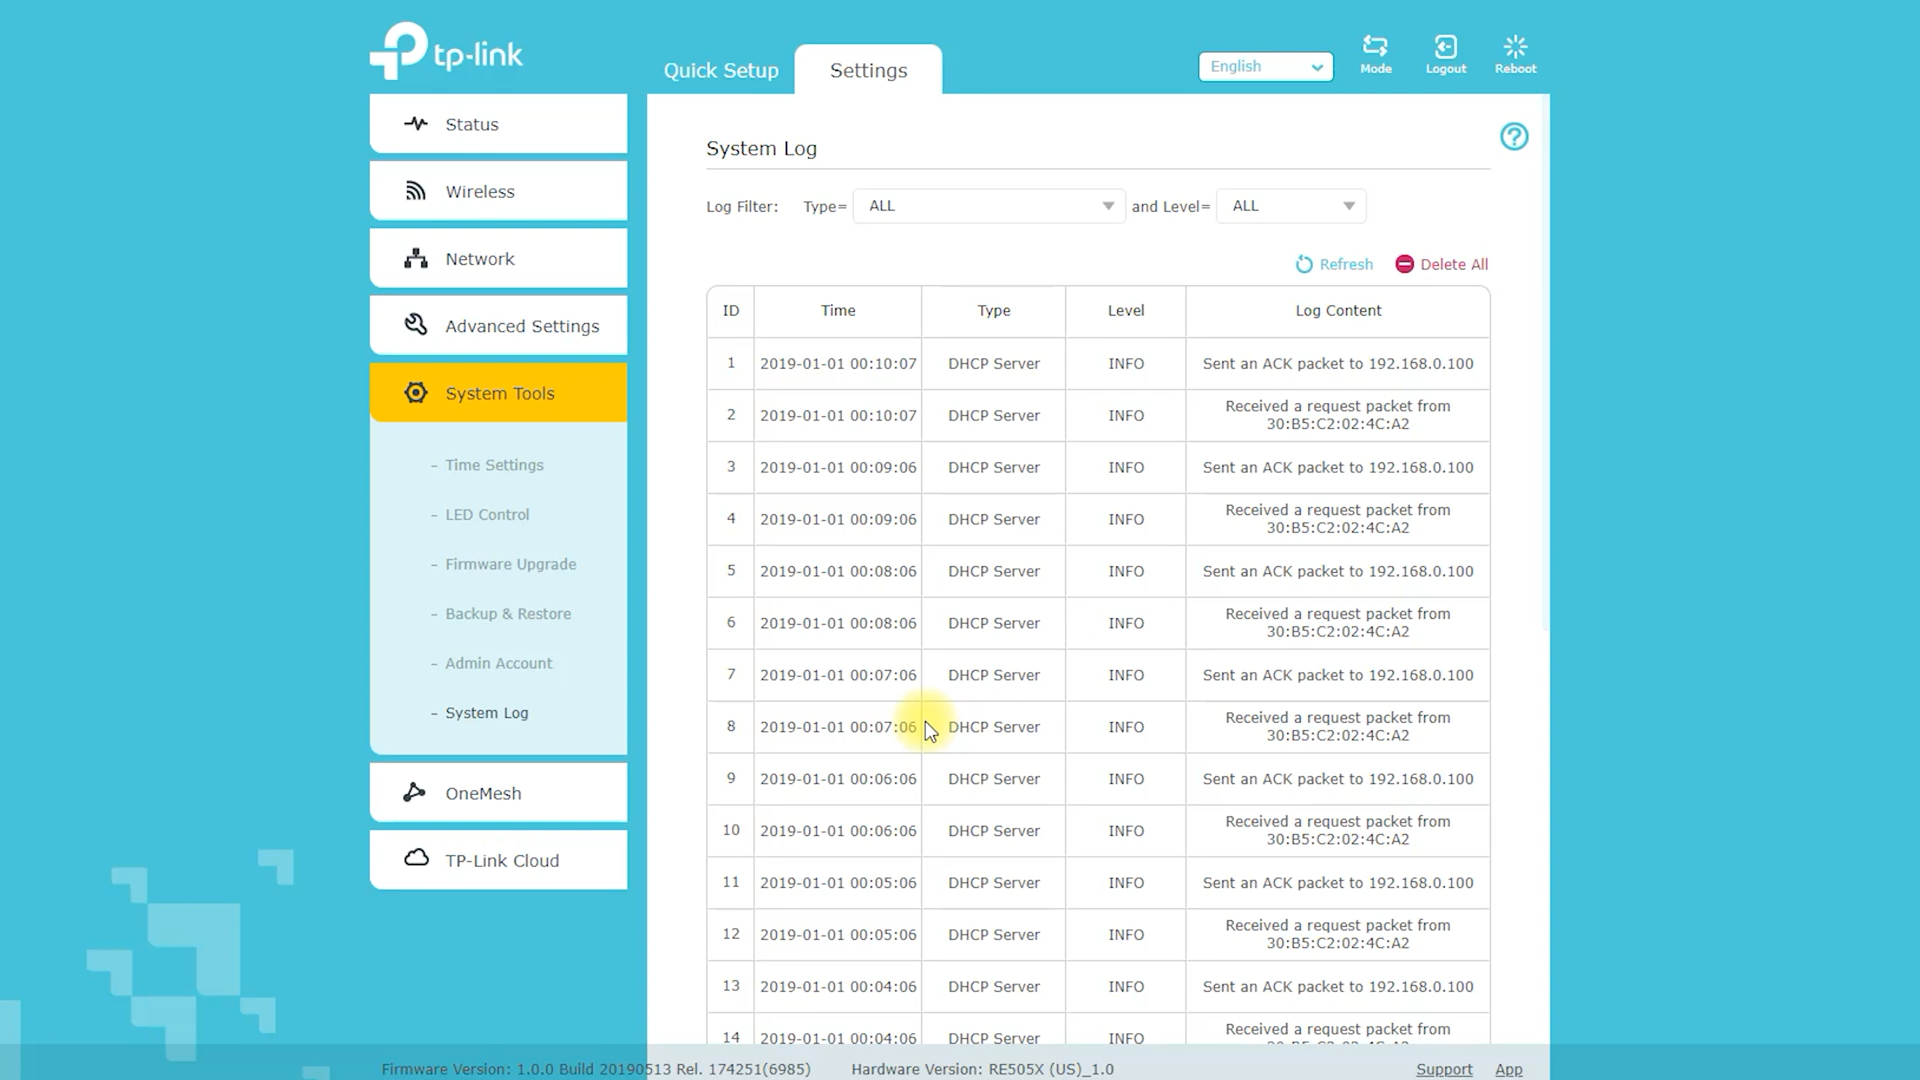 tp-link
Quick Setup
Settings
English
Mode
Logout
Reboot
Status
Wireless
Network
Advanced Settings
System Tools
- Time Settings
- LED Control
- Firmware Upgrade
- Backup & Restore
- Admin Account
- System Log
OneMesh
TP-Link Cloud
System Log
?
Log Filter: Type= ALL and Level= ALL
Refresh Delete All
ID Time Type Level Log Content
1 2019-01-01 00:10:07 DHCP Server INFO Sent an ACK packet to 192.168.0.100
2 2019-01-01 00:10:07 DHCP Server INFO Received a request packet from
30:B5:C2:02:4C:A2
3 2019-01-01 00:09:06 DHCP Server INFO Sent an ACK packet to 192.168.0.100
4 2019-01-01 00:09:06 DHCP Server INFO Received a request packet from
30:B5:C2:02:4C:A2
5 2019-01-01 00:08:06 DHCP Server INFO Sent an ACK packet to 192.168.0.100
6 2019-01-01 00:08:06 DHCP Server INFO Received a request packet from
30:B5:C2:02:4C:A2
7 2019-01-01 00:07:06 DHCP Server INFO Sent an ACK packet to 192.168.0.100
8 2019-01-01 00:07:06 DHCP Server INFO Received a request packet from
30:B5:C2:02:4C:A2
9 2019-01-01 00:06:06 DHCP Server INFO Sent an ACK packet to 192.168.0.100
10 2019-01-01 00:06:06 DHCP Server INFO Received a request packet from
30:B5:C2:02:4C:A2
11 2019-01-01 00:05:06 DHCP Server INFO Sent an ACK packet to 192.168.0.100
12 2019-01-01 00:05:06 DHCP Server INFO Received a request packet from
30:B5:C2:02:4C:A2
13 2019-01-01 00:04:06 DHCP Server INFO Sent an ACK packet to 192.168.0.100
14 2019-01-01 00:04:06 DHCP Server INFO Received a request packet from
Firmware Version: 1.0.0 Build 20190513 Rel. 174251(6985) Hardware Version: RE505X (US)_1.0 Support App